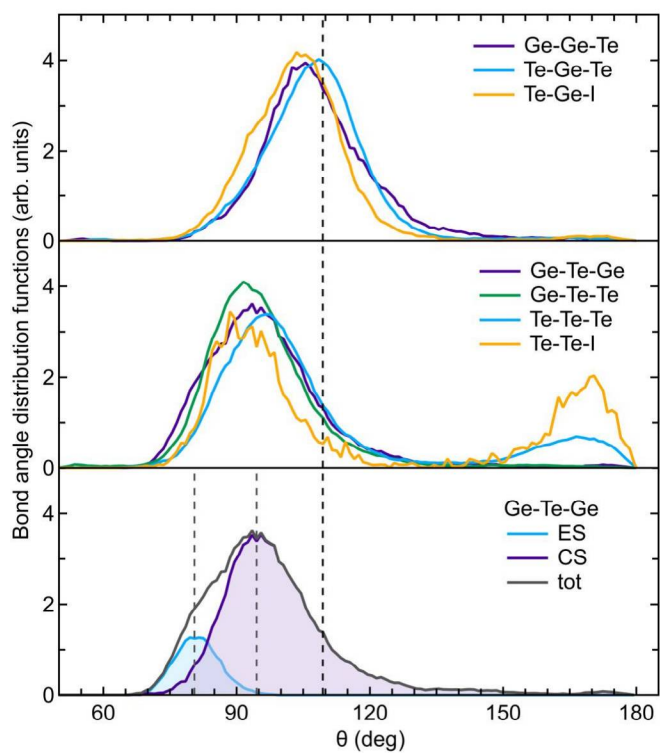 Bond angle distribution functions (arb. units)
4
2
0
Ge-Ge-Te
Te-Ge-Te
Te-Ge-I
4
2
0
Ge-Te-Ge
Ge-Te-Te
Te-Te-Te
Te-Te-I
4
2
0
Ge-Te-Ge
ES
CS
tot
60 90 120 150 180
θ (deg)